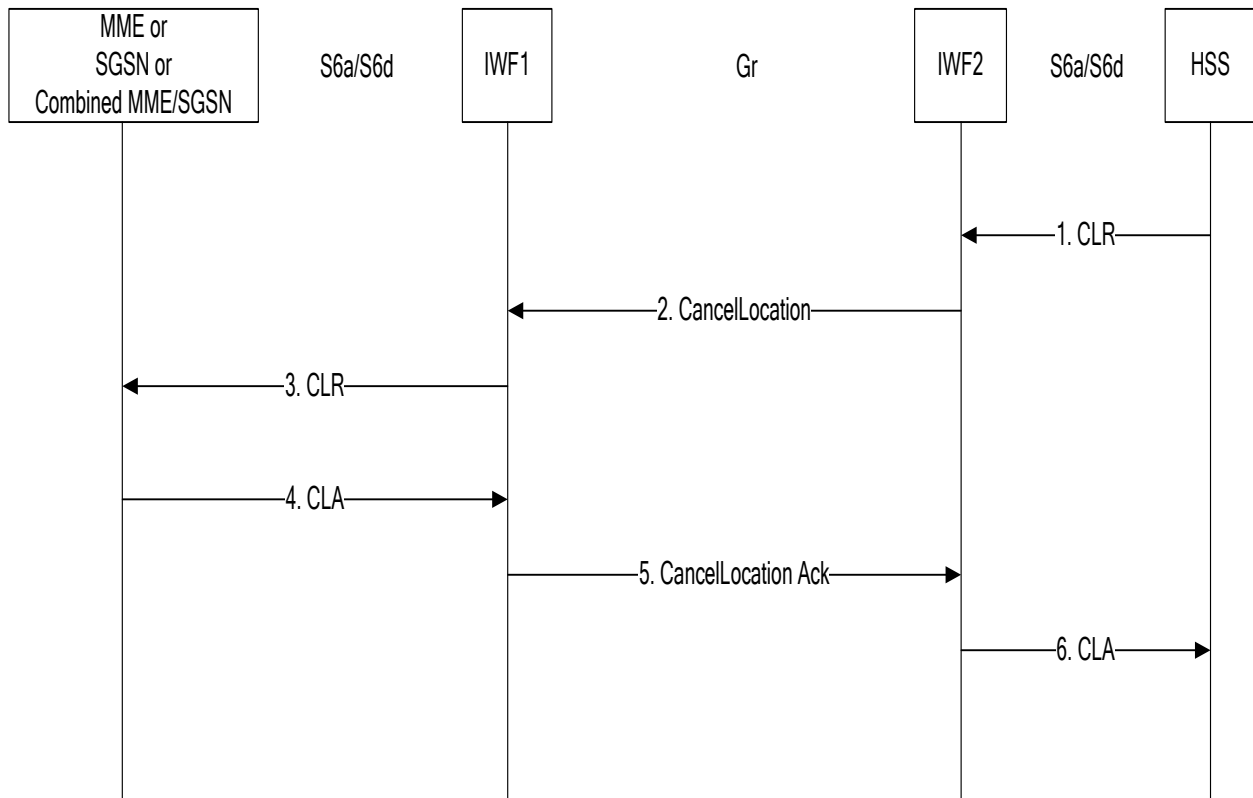 MME or
SGSN or
Combined MME/SGSN
S6a/S6d
IWF1
Gr
IWF2
S6a/S6d
HSS
1. CLR
2. CancelLocation
3. CLR
4. CLA
5. CancelLocation Ack
6. CLA